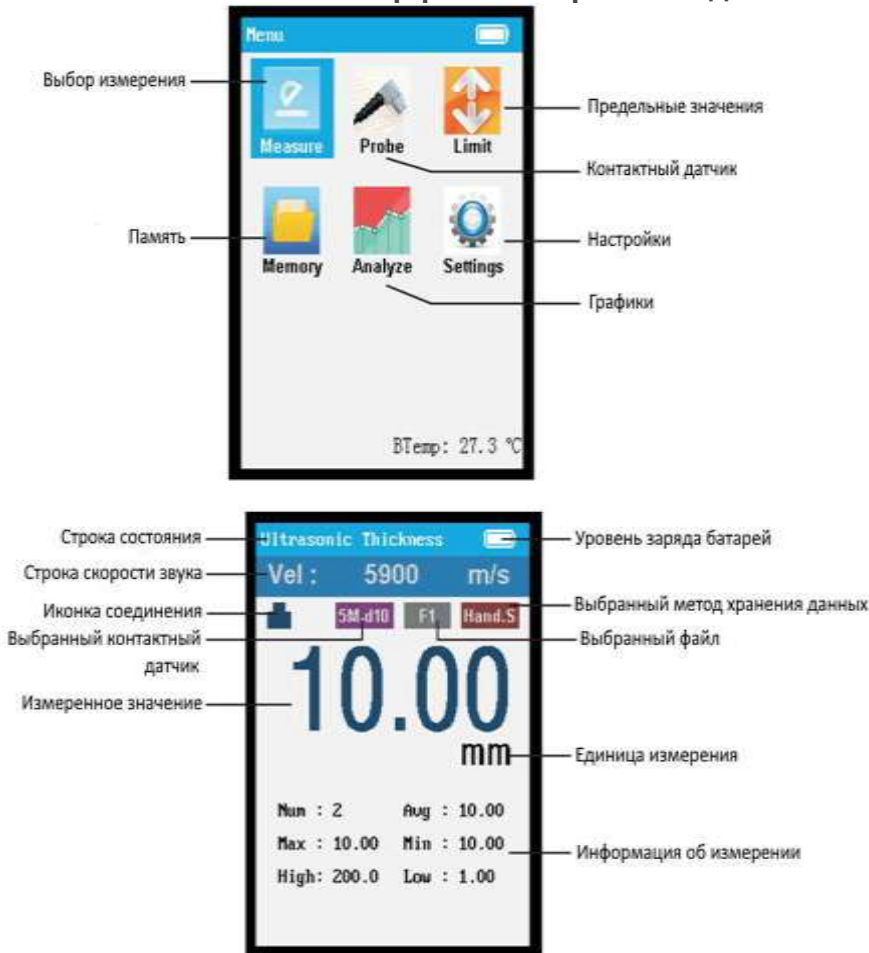 Menu
Выбор измерения
Предельные значения
Measure Probe Limit
Контактный датчик
Память
Настройки
Memory Analyze Settings
Графики
BTemp: 27.3 °C
Строка состояния
Ultrasonic Thickness
Уровень заряда батарей
Строка скорости звука
Vel : 5900 m/s
Иконка соединения
5M-d10 F1 Hand.S
Выбранный метод хранения данных
Выбранный контактный
датчик
Выбранный файл
Измеренное значение
10.00
mm
Единица измерения
Num : 2 Avg : 10.00
Max : 10.00 Min : 10.00
Информация об измерении
High: 200.0 Low : 1.00